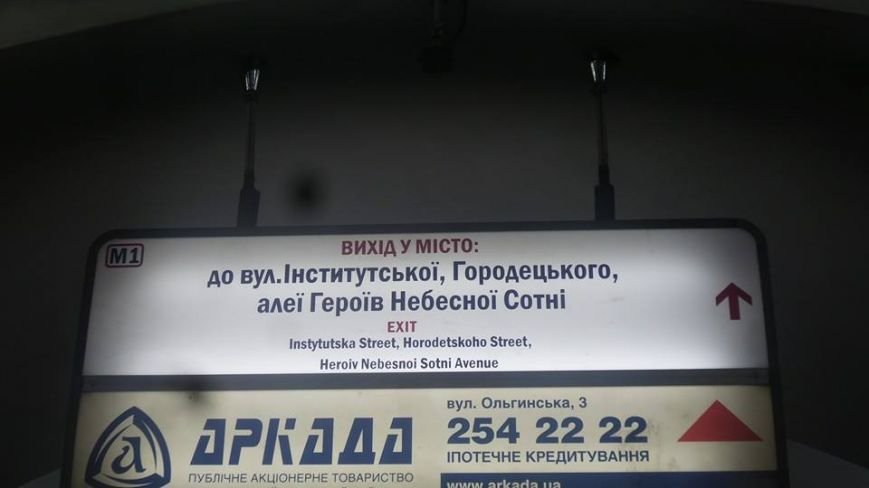 M1
ВИХІД У МІСТО:
до вул.Інститутської, Городецького,
алеї Героїв Небесної Сотні
EXIT
Instytutska Street, Horodetskoho Street,
Heroiv Nebesnoi Sotni Avenue
а АРКАДА
ПУБЛІЧНЕ АКЦІОНЕРНЕ ТОВАРИСТВО
вул. Ольгинська, 3
254 22 22
ІПОТЕЧНЕ КРЕДИТУВАННЯ
www.arkada.ua